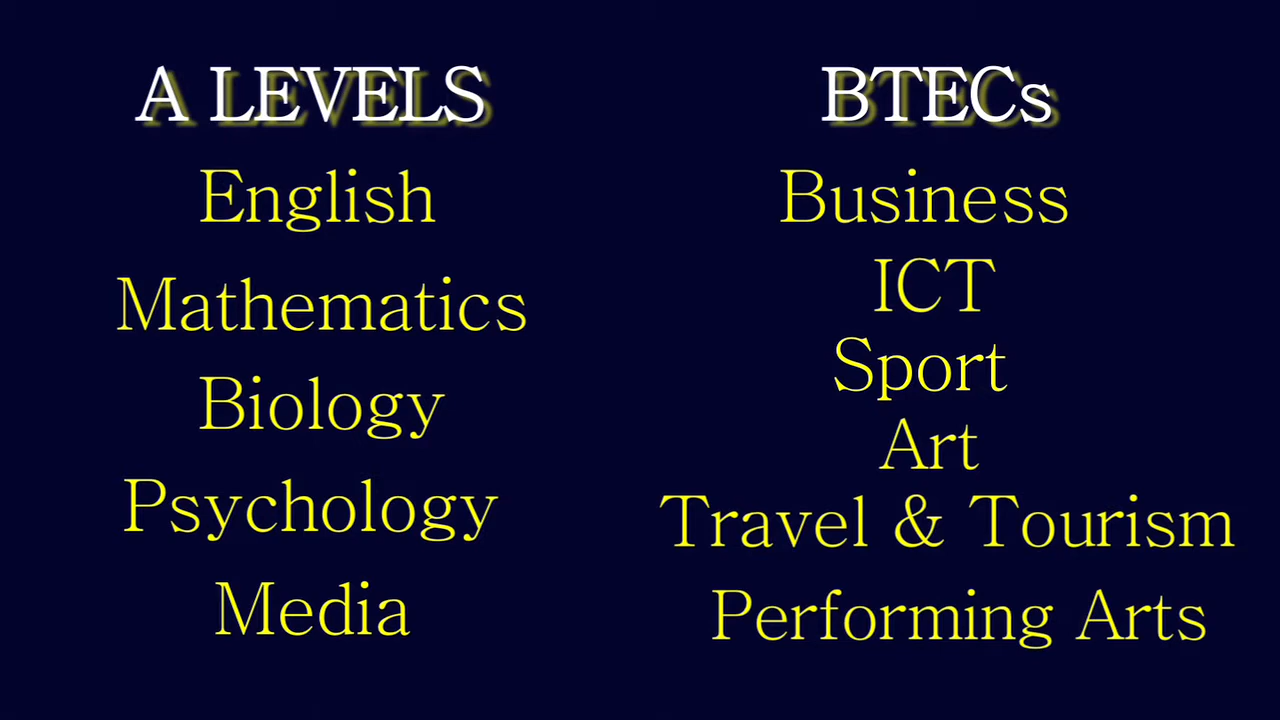 A LEVELS
English
Mathematics
Biology
Psychology
Media
BTECs
Business
ICT
Sport
Art
Travel & Tourism
Performing Arts